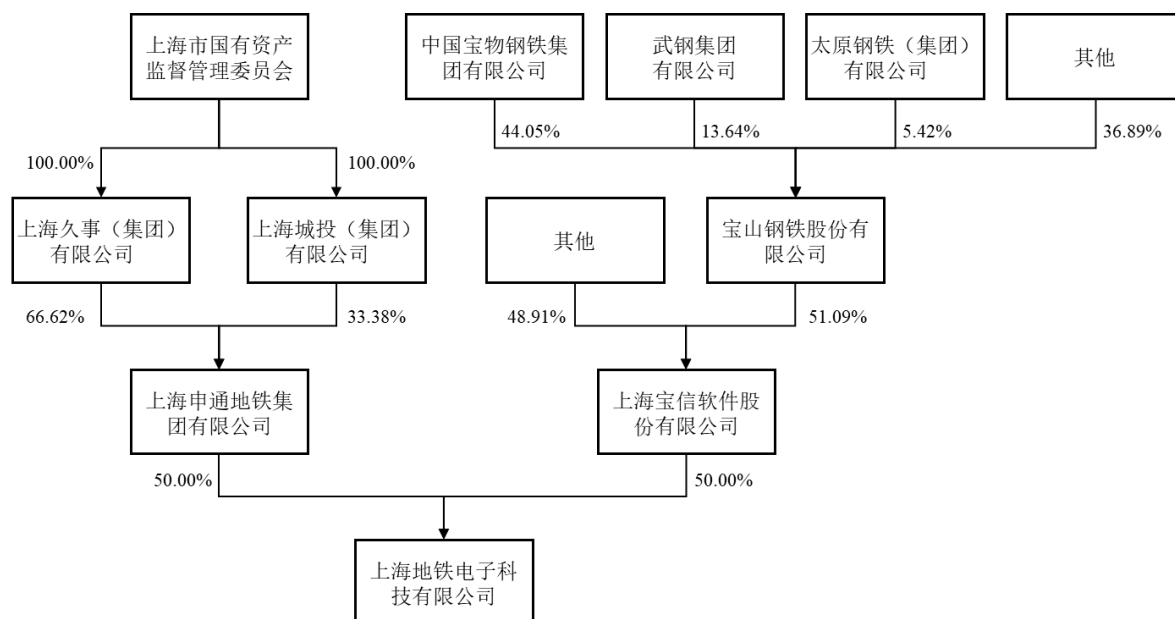 上海市国有资产
监督管理委员会
中国宝物钢铁集
团有限公司
武钢集团
有限公司
太原钢铁（集团）
有限公司
其他
44.05%
13.64%
5.42%
36.89%
100.00%
100.00%
上海久事（集团）
有限公司
上海城投（集团）
有限公司
其他
宝山钢铁股份有
限公司
66.62%
33.38%
48.91%
51.09%
上海申通地铁集
团有限公司
上海宝信软件股
份有限公司
50.00%
50.00%
上海地铁电子科
技有限公司